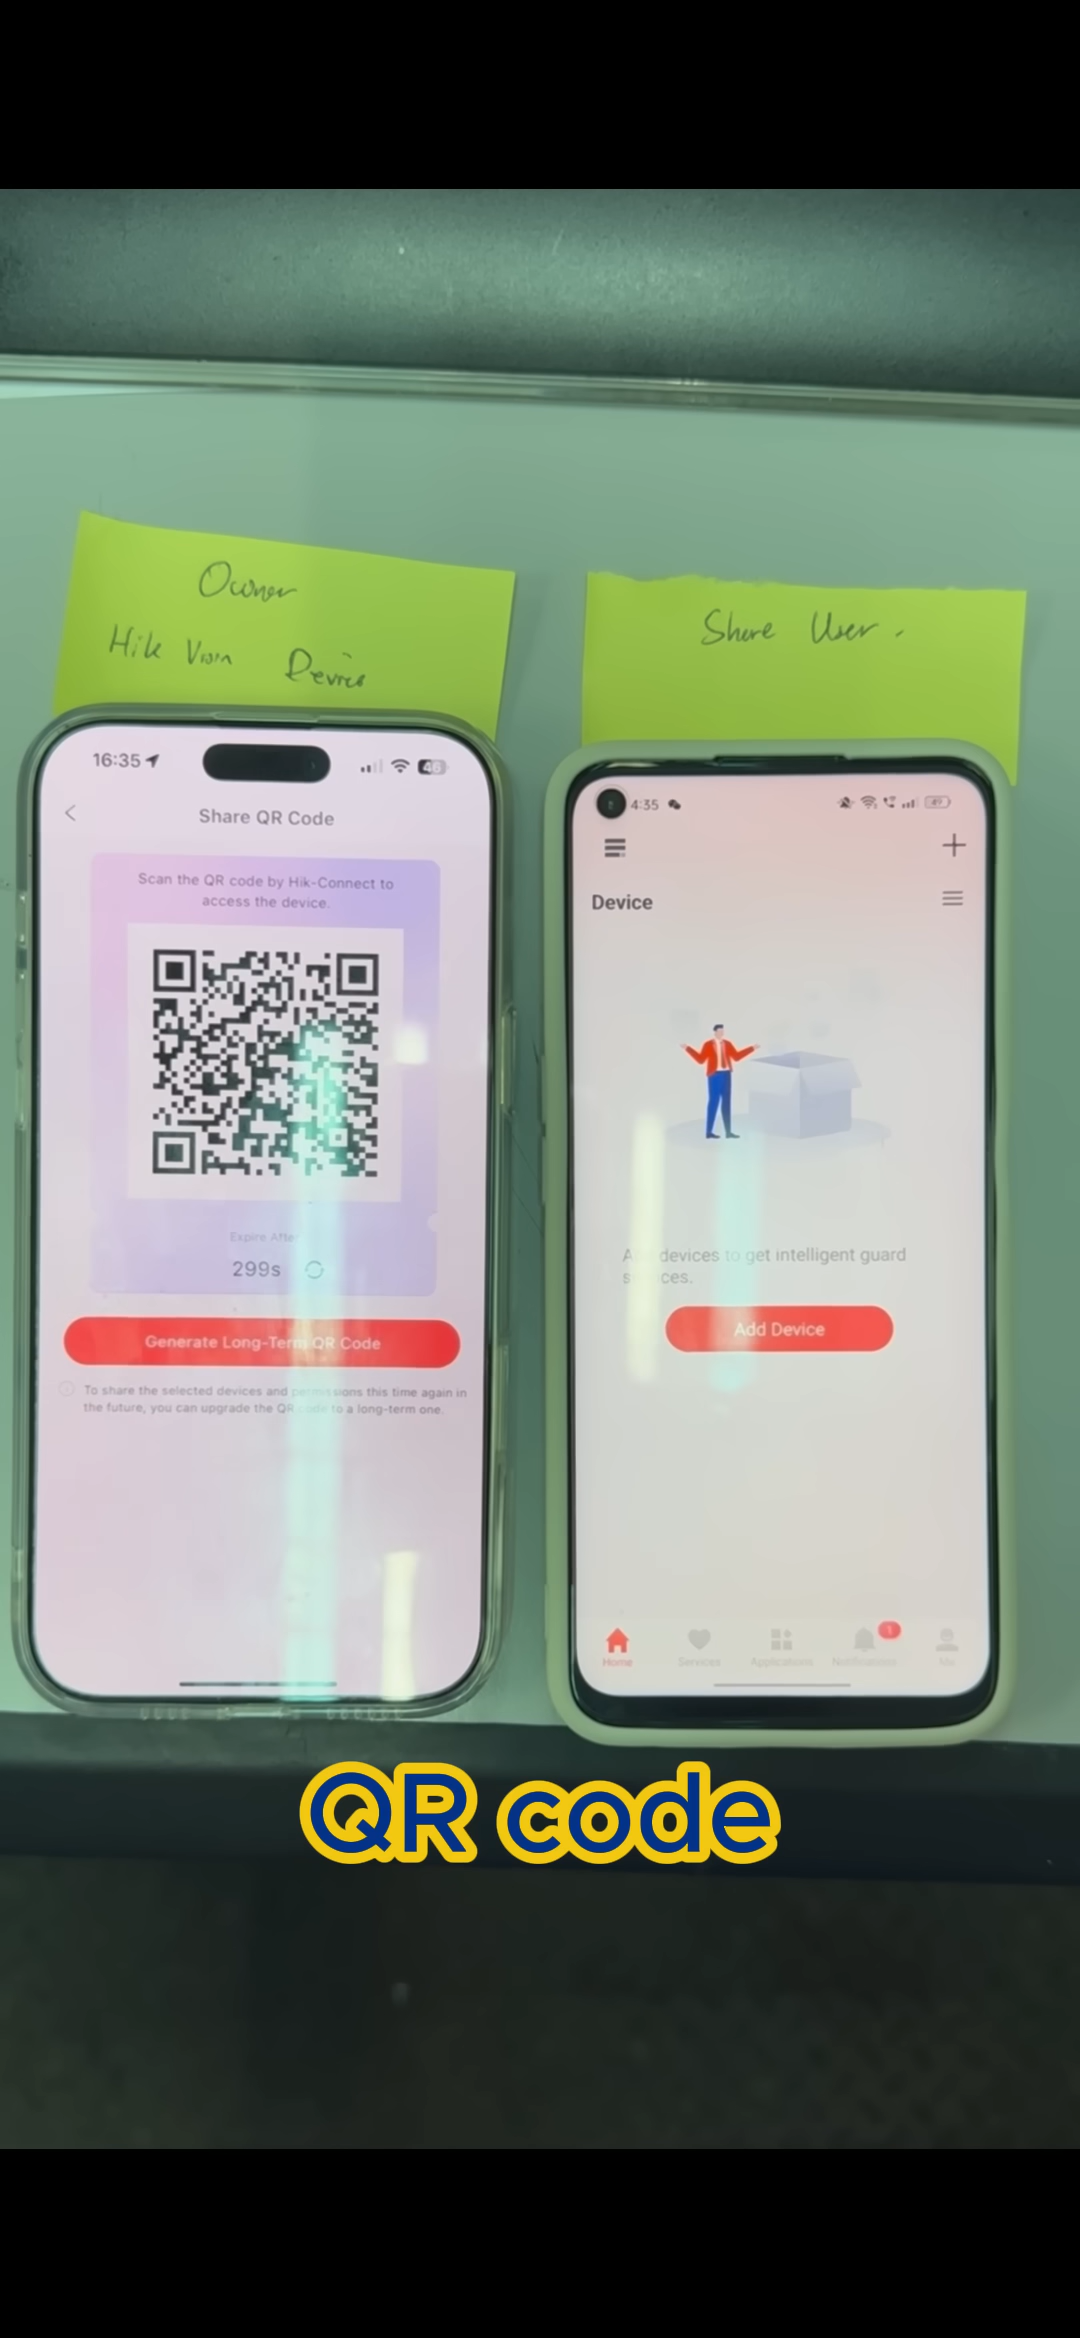 Owner
Hik Vision Device
Share User.
16:35
46
Share QR Code
Scan the QR code by Hik-Connect to
access the device.
Expire After
299s
Generate Long-Term QR Code
To share the selected devices and permissions this time again in
the future, you can upgrade the QR code to a long-term one.
4:35
49
Device
Add devices to get intelligent guard
services.
Add Device
Home
Services
Applications
Notifications
1
Me
QR code